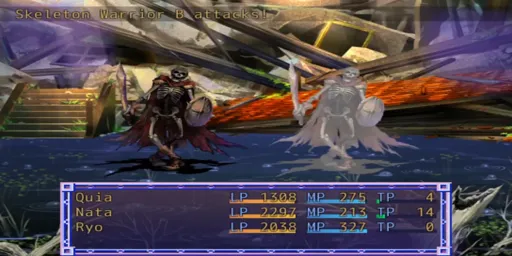 Skeleton Warrior B attacks!
Quia LP 1308 MP 275 TP 4
Nata LP 2297 MP 213 TP 14
Ryo LP 2038 MP 327 TP 0